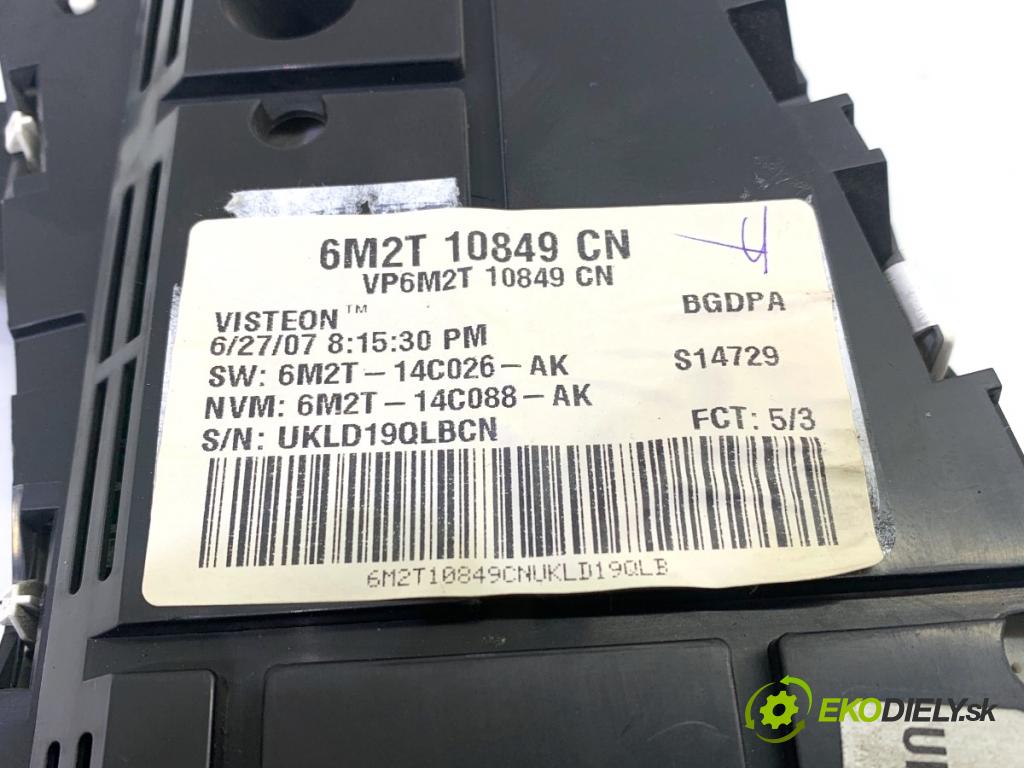 6M2T 10849 CN
VP6M2T 10849 CN
4
VISTEON™
BGDPA
6/27/07 8:15:30 PM
SW: 6M2T-14C026-AK
S14729
NVM: 6M2T-14C088-AK
S/N: UKLD19QLBCN
FCT: 5/3
6M2T10849CNUKLD19QLB
EKODIELY.sk